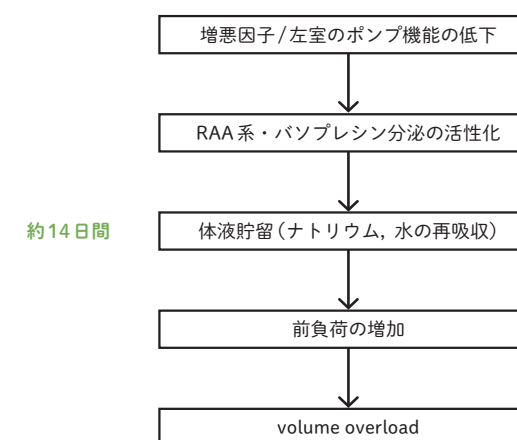 増悪因子/左室のポンプ機能の低下
RAA系・バソプレシン分泌の活性化
約14日間
体液貯留(ナトリウム, 水の再吸収)
前負荷の増加
volume overload